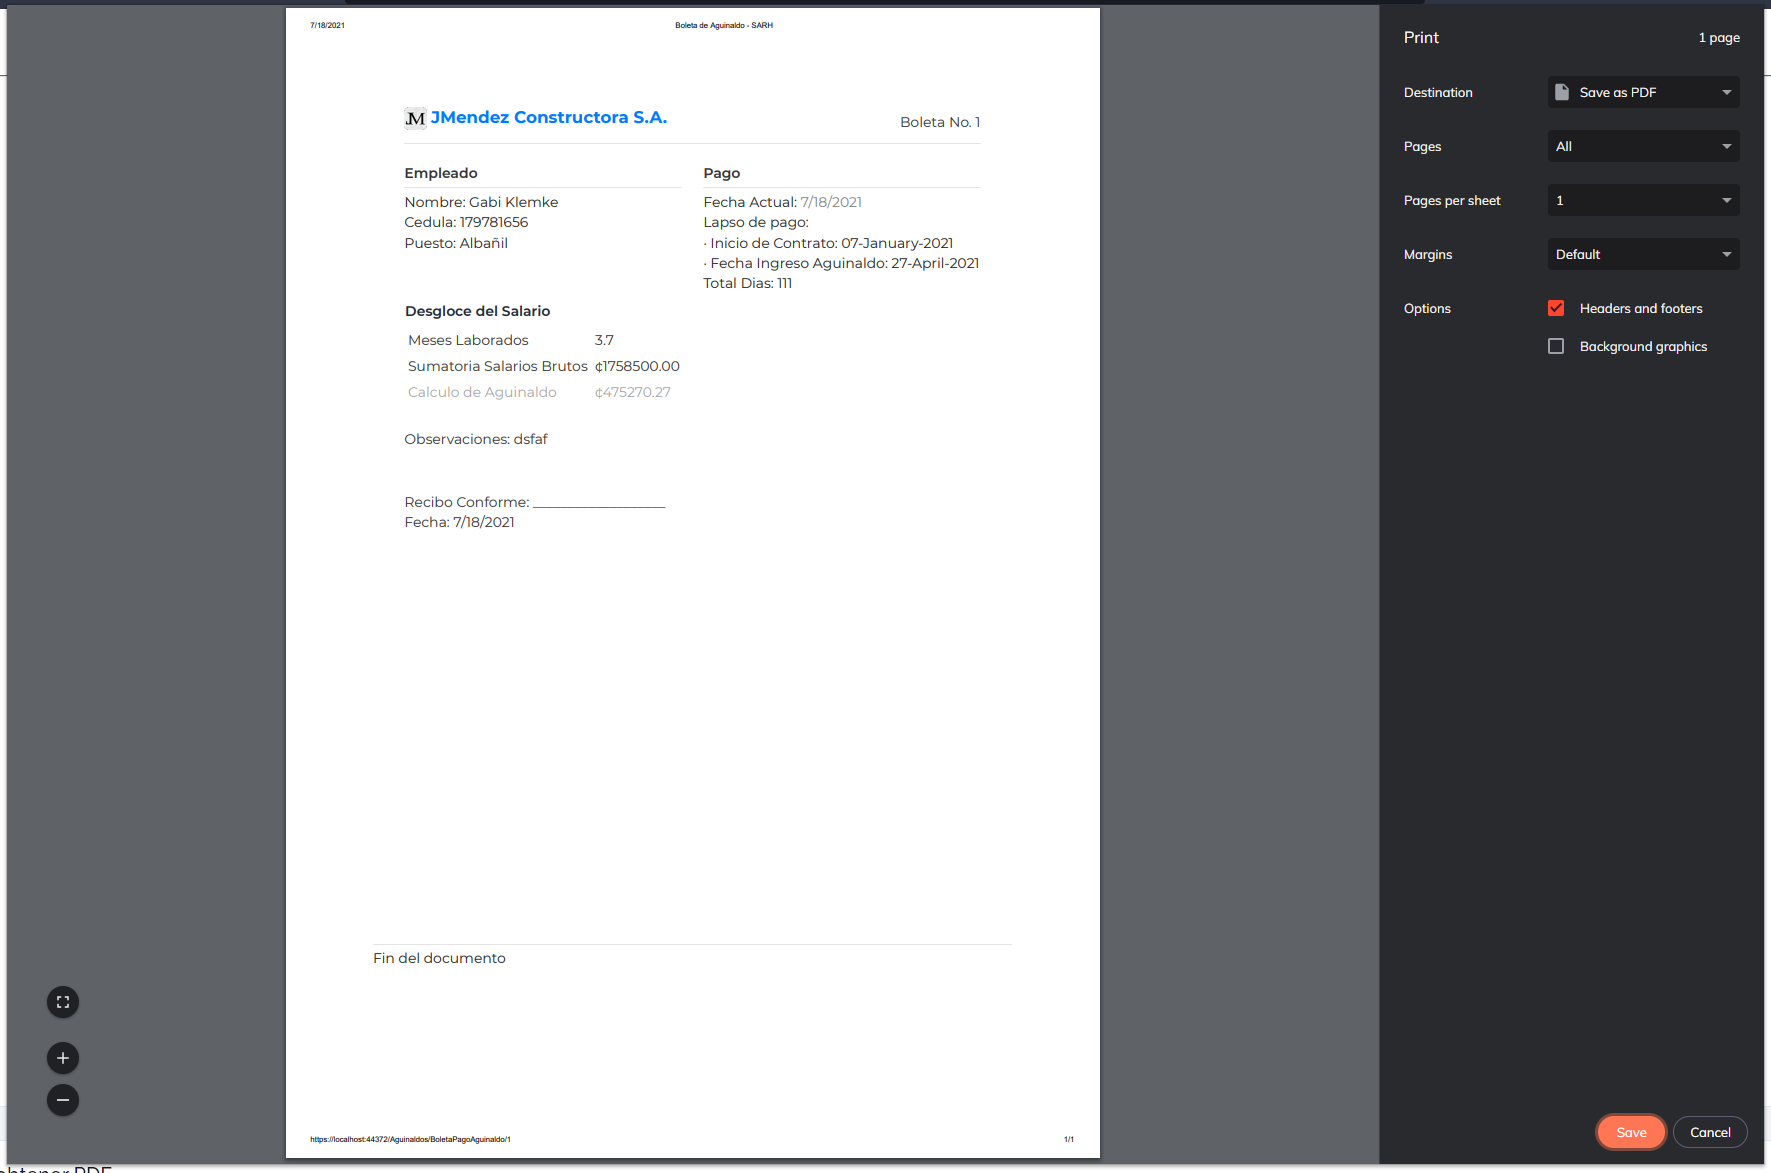 7/18/2021
Boleta de Aguinaldo - SARH
JM JMendez Constructora S.A.
Boleta No. 1
Empleado
Nombre: Gabi Klemke
Cedula: 179781656
Puesto: Albañil
Pago
Fecha Actual: 7/18/2021
Lapso de pago:
· Inicio de Contrato: 07-January-2021
· Fecha Ingreso Aguinaldo: 27-April-2021
Total Dias: 111
Desgloce del Salario
Meses Laborados 3.7
Sumatoria Salarios Brutos ¢1758500.00
Calculo de Aguinaldo ¢475270.27
Observaciones: dsfaf
Recibo Conforme: ___________________
Fecha: 7/18/2021
Fin del documento
https://localhost:44372/Aguinaldos/BoletaPagoAguinaldo/1
1/1
Print
1 page
Destination
Save as PDF
Pages
All
Pages per sheet
1
Margins
Default
Options
Headers and footers
Background graphics
Save
Cancel
obtener PDF